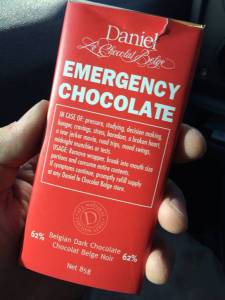 Daniel
Le Chocolat Belge
EMERGENCY
CHOCOLATE
IN CASE OF: pressure, studying, decision making
hunger, cravings, stress, boredom, a broken heart,
a tear jerker movie, road trips, mood swings,
midnight munchies or tests.
USAGE: Remove wrapper, break into mouth size
portions and consume entire contents.
If symptoms continue, promptly refill supply
at any Daniel le Chocolat Belge store.
D
62% Belgian Dark Chocolate 62%
Chocolat Belge Noir
Net 85g